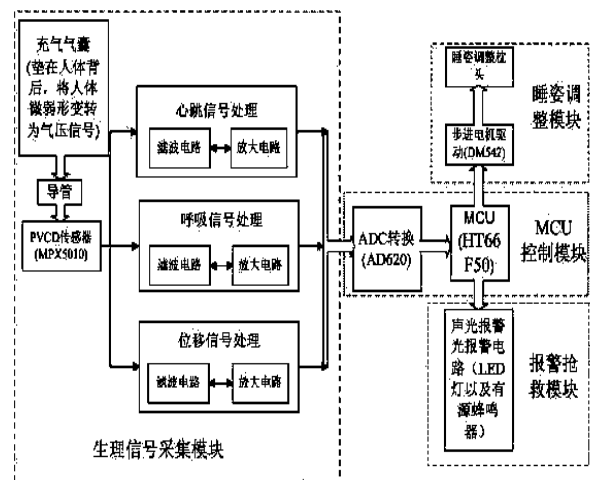 充气气囊
(垫在人体背
后，将人体
微弱形变转
为气压信号)
导管
PVCD传感器
(MPX5010)
心跳信号处理
滤波电路
放大电路
呼吸信号处理
滤波电路
放大电路
位移信号处理
滤波电路
放大电路
生理信号采集模块
ADC转换
(AD620)
MCU
(HT66
F50)
MCU
控制模块
睡姿调整枕
头
步进电机驱
动(DM542)
睡姿调
整模块
声光报警
光报警电
路（LED
灯以及有
源蜂鸣
器）
报警抢
救模块